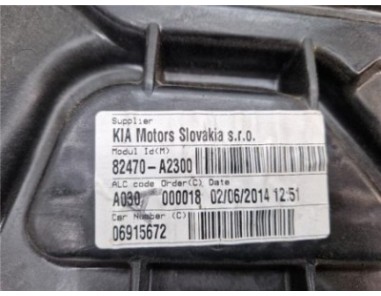 Supplier
KIA Motors Slovakia s.r.o.
Modul Id(M)
82470-A2300
ALC code Order(C) Date
A030 000018 02/06/2014 12:51
Car Number (C)
06915672